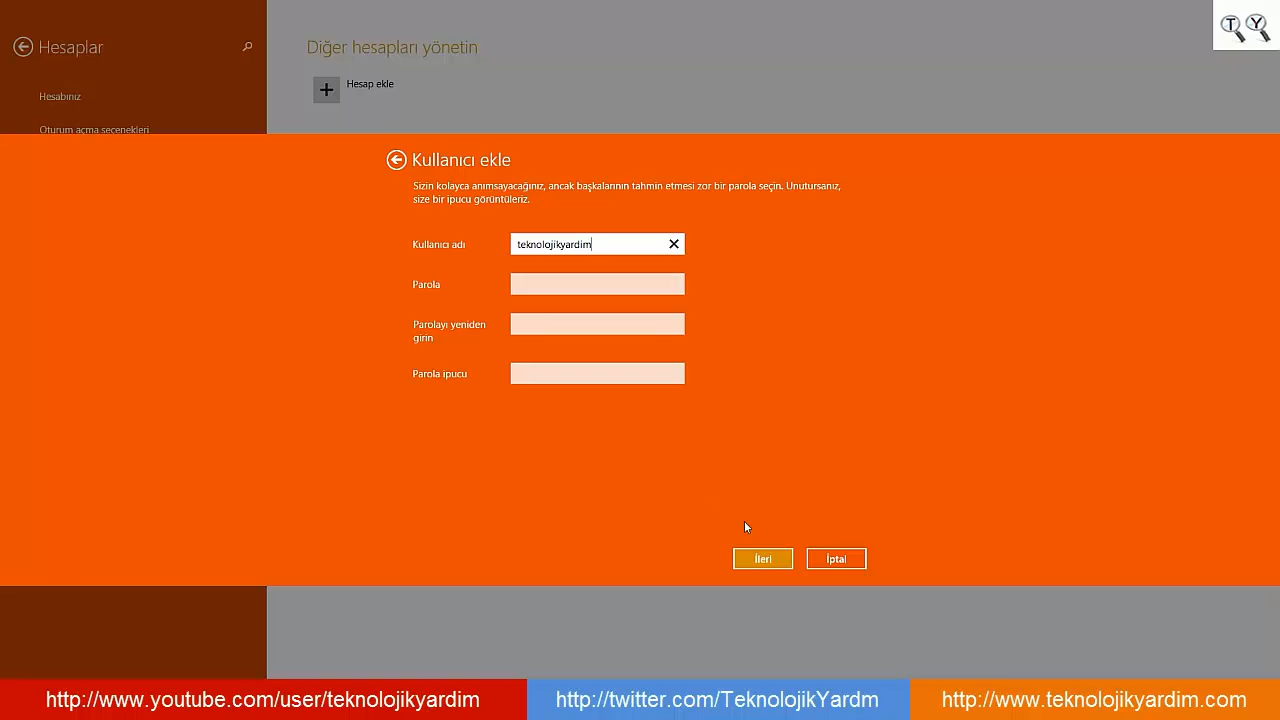 Hesaplar
Hesabınız
Oturum açma seçenekleri
Diğer hesapları yönetin
Hesap ekle
T Y
Kullanıcı ekle
Sizin kolayca anımsayacağınız, ancak başkalarının tahmin etmesi zor bir parola seçin. Unutursanız,
size bir ipucu görüntüleriz.
Kullanıcı adı
teknolojikyardim
Parola
Parolayı yeniden
girin
Parola ipucu
İleri
İptal
http://www.youtube.com/user/teknolojikyardim
http://twitter.com/TeknolojikYardm
http://www.teknolojikyardim.com